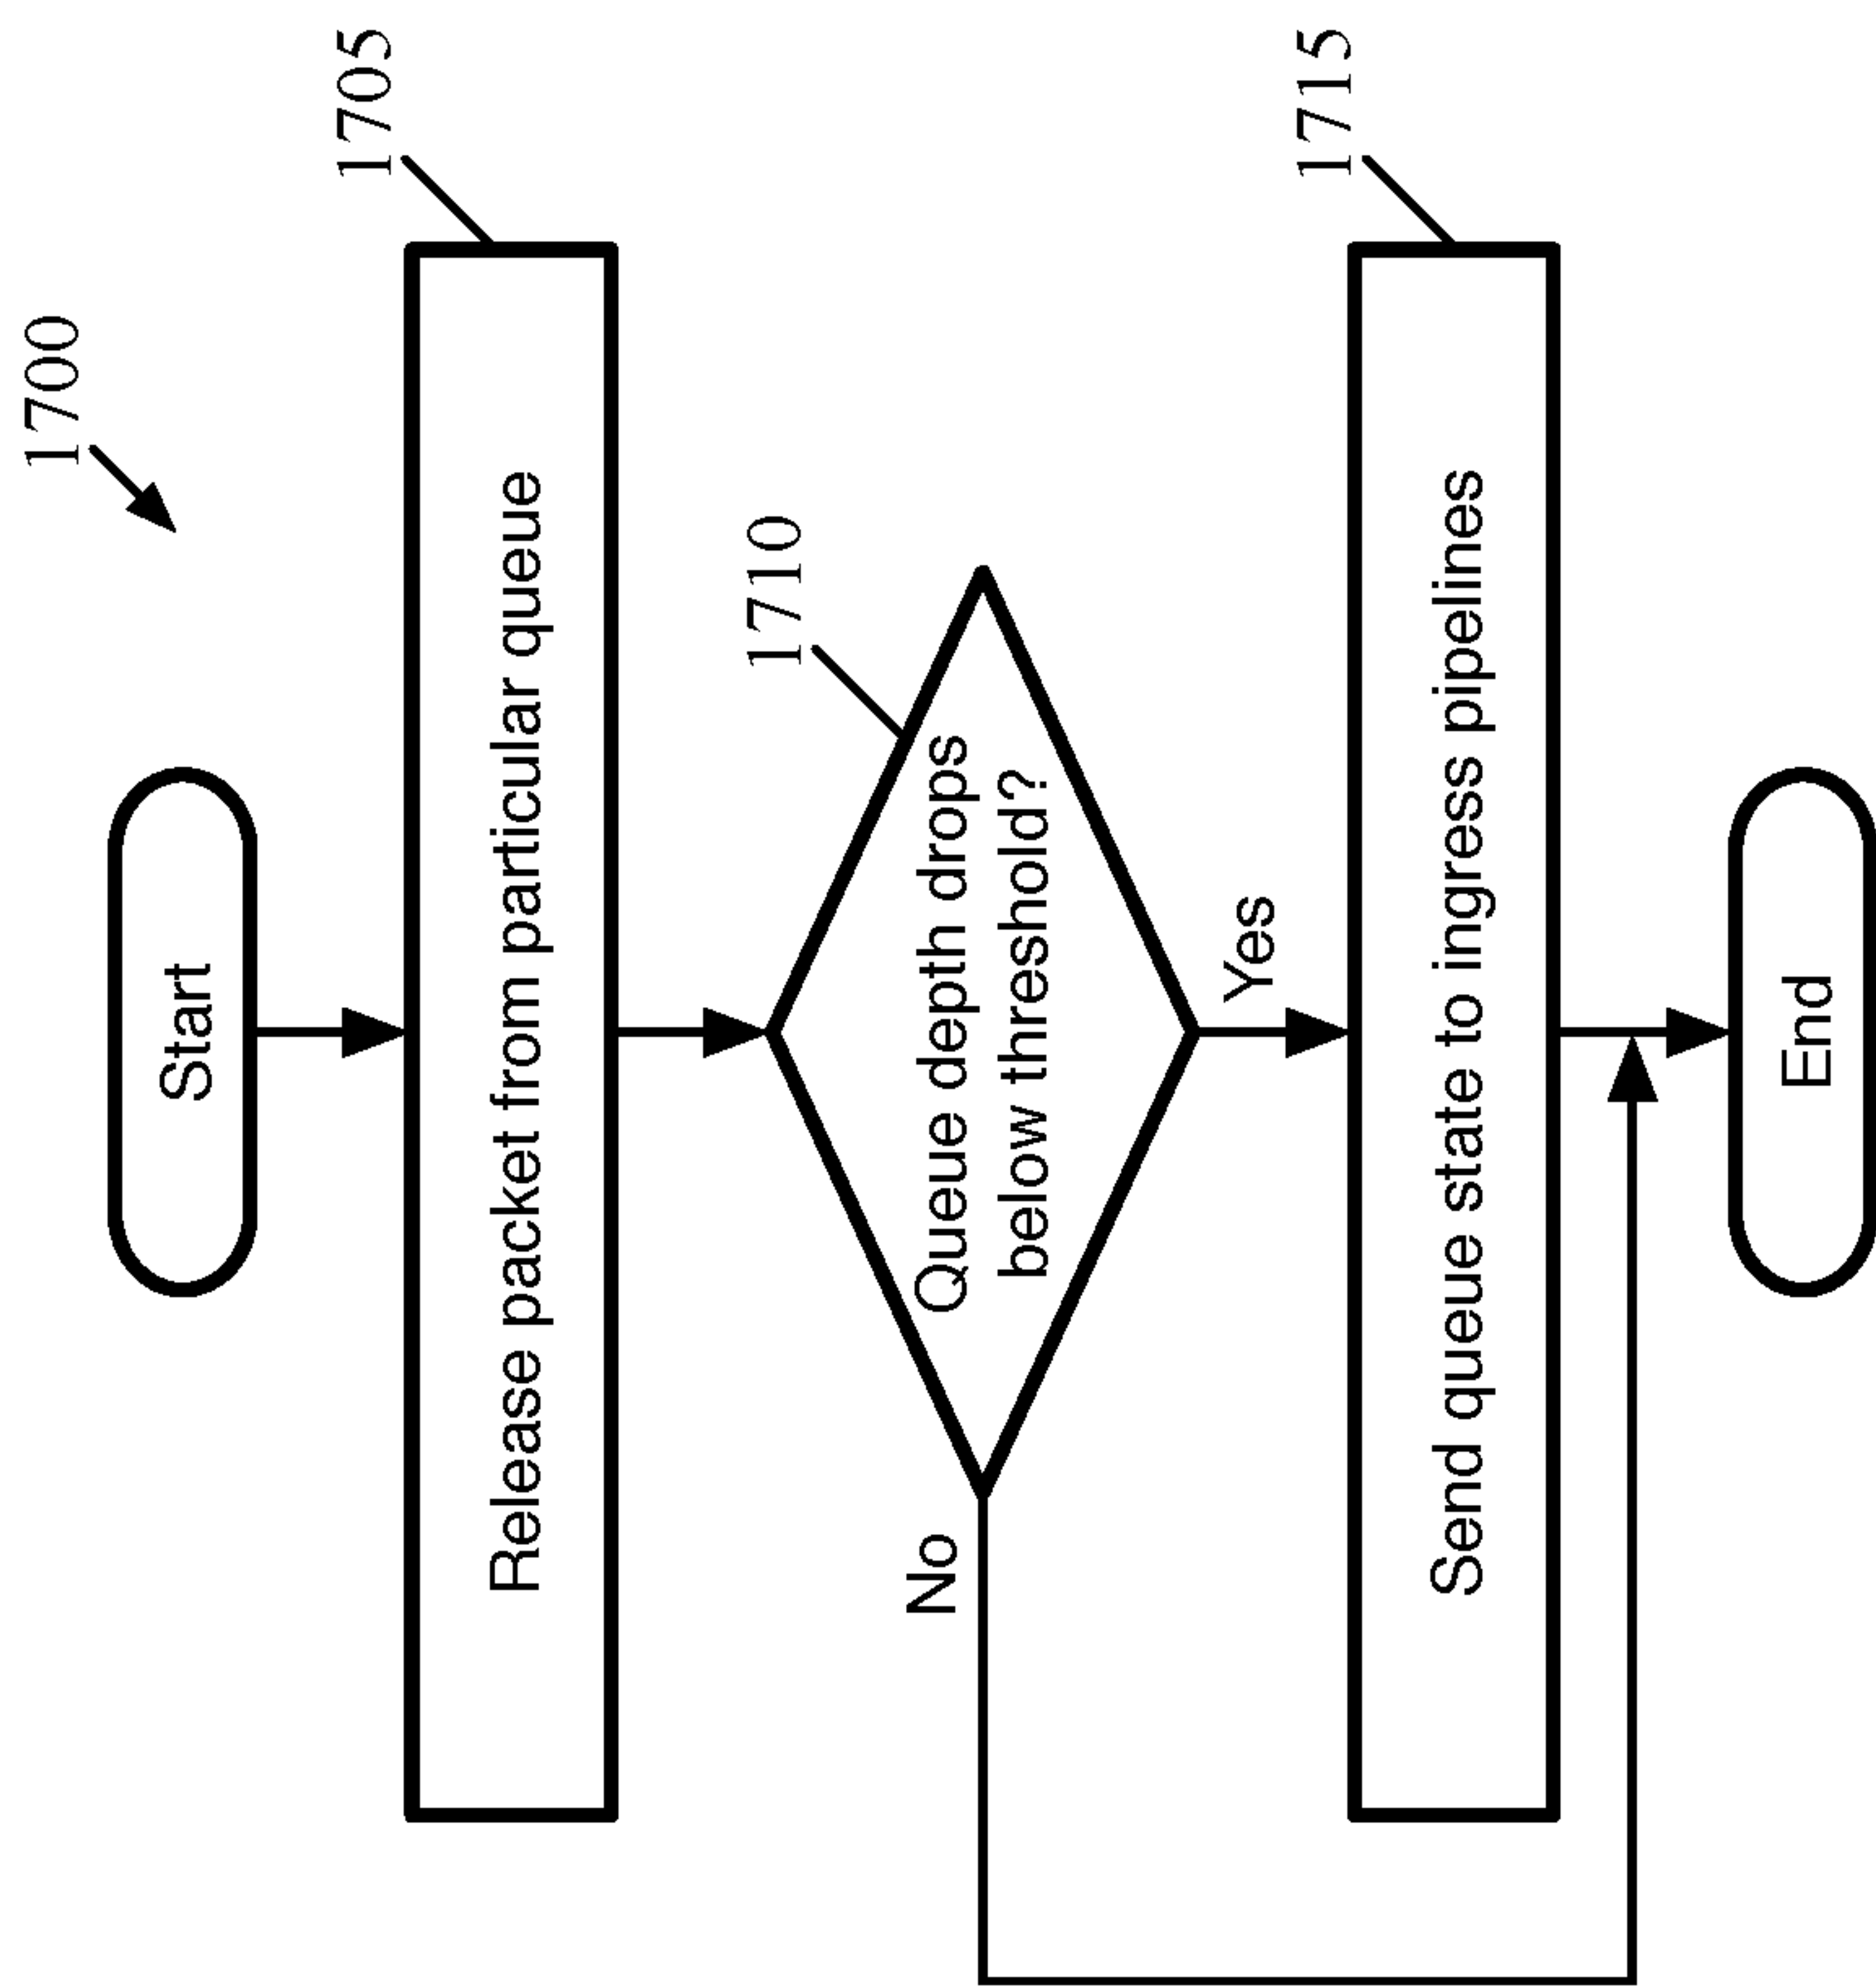 1700
Start
1705
Release packet from particular queue
1710
Queue depth drops
below threshold?
No
Yes
1715
Send queue state to ingress pipelines
End